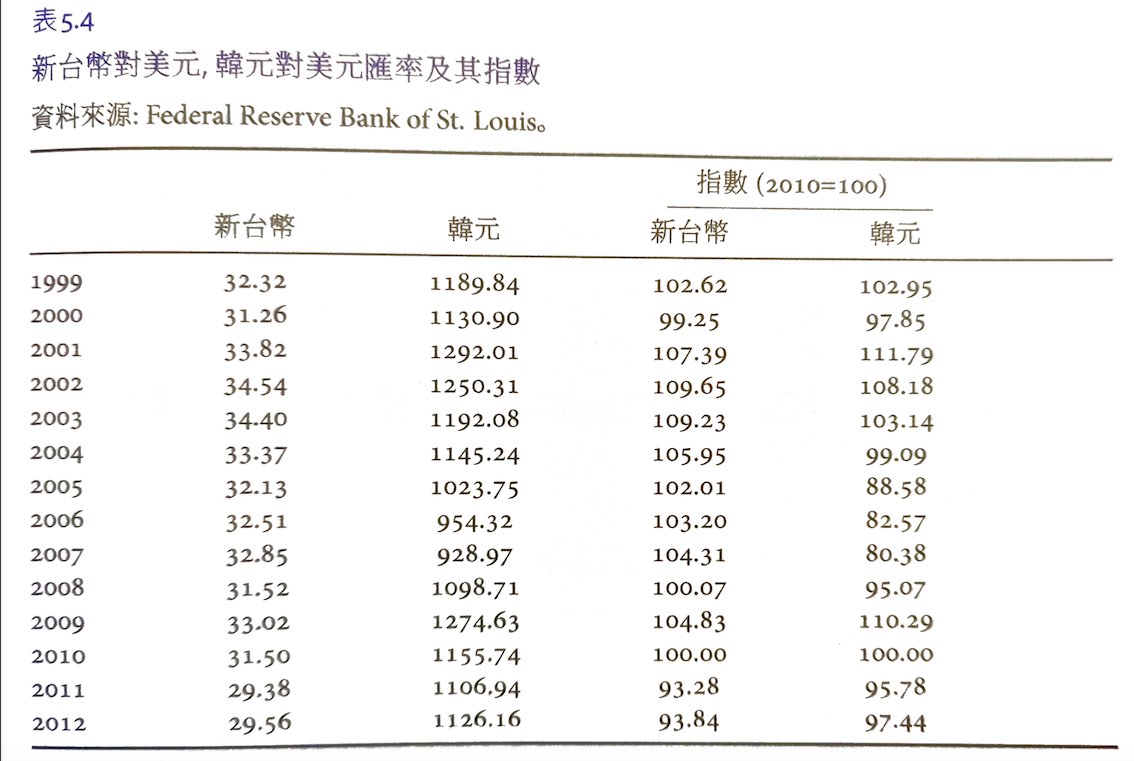 表5.4
新台幣對美元, 韓元對美元匯率及其指數
資料來源: Federal Reserve Bank of St. Louis。
指數 (2010=100)
新台幣 韓元 新台幣 韓元
1999 32.32 1189.84 102.62 102.95
2000 31.26 1130.90 99.25 97.85
2001 33.82 1292.01 107.39 111.79
2002 34.54 1250.31 109.65 108.18
2003 34.40 1192.08 109.23 103.14
2004 33.37 1145.24 105.95 99.09
2005 32.13 1023.75 102.01 88.58
2006 32.51 954.32 103.20 82.57
2007 32.85 928.97 104.31 80.38
2008 31.52 1098.71 100.07 95.07
2009 33.02 1274.63 104.83 110.29
2010 31.50 1155.74 100.00 100.00
2011 29.38 1106.94 93.28 95.78
2012 29.56 1126.16 93.84 97.44